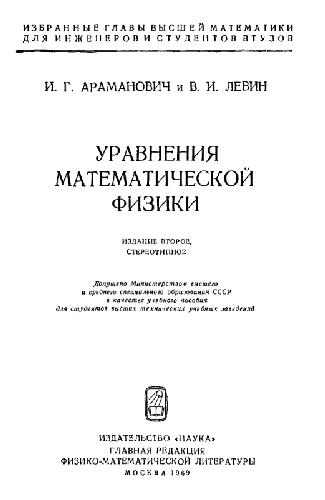 ИЗБРАННЫЕ ГЛАВЫ ВЫСШЕЙ МАТЕМАТИКИ
ДЛЯ ИНЖЕНЕРОВ И СТУДЕНТОВ ВТУЗОВ
И. Г. АРАМАНОВИЧ и В. И. ЛЕВИН
УРАВНЕНИЯ
МАТЕМАТИЧЕСКОЙ
ФИЗИКИ
ИЗДАНИЕ ВТОРОЕ,
СТЕРЕОТИПНОЕ
Допущено Министерством высшего
и среднего специального образования СССР
в качестве учебного пособия
для студентов высших технических учебных заведений
ИЗДАТЕЛЬСТВО «НАУКА»
ГЛАВНАЯ РЕДАКЦИЯ
ФИЗИКО-МАТЕМАТИЧЕСКОЙ ЛИТЕРАТУРЫ
МОСКВА 1969